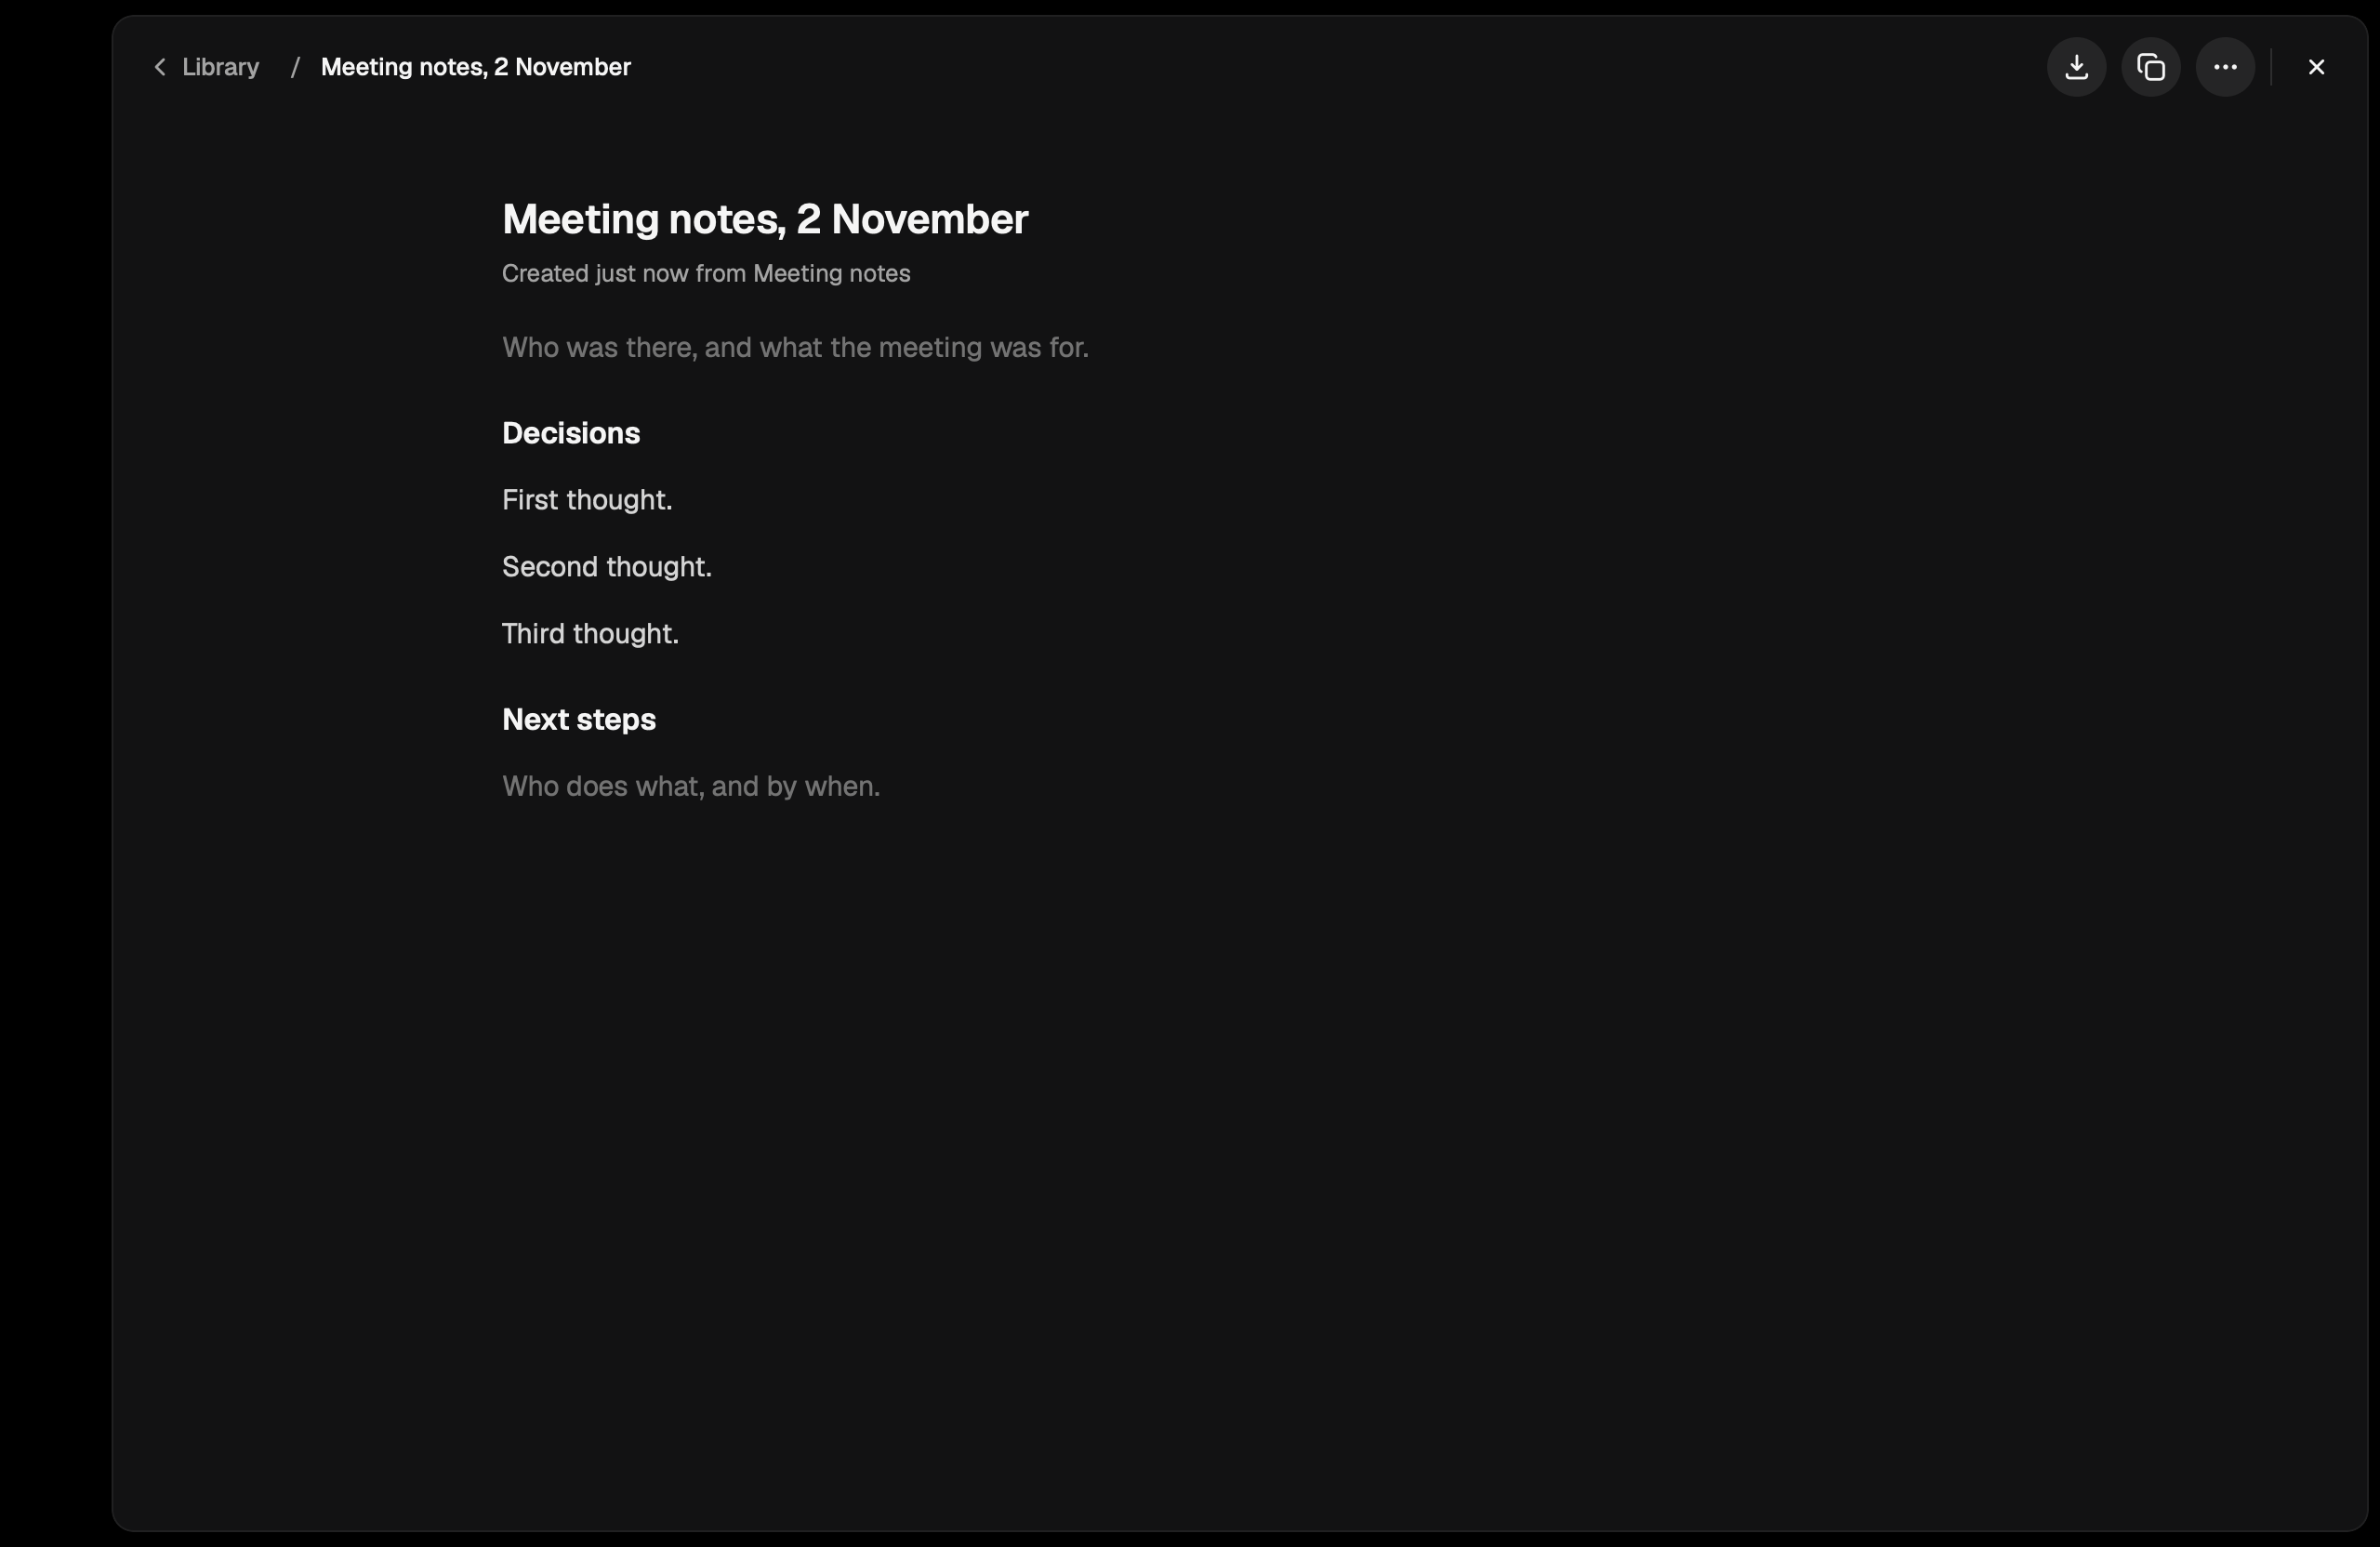 Library / Meeting notes, 2 November
Meeting notes, 2 November
Created just now from Meeting notes
Who was there, and what the meeting was for.
Decisions
First thought.
Second thought.
Third thought.
Next steps
Who does what, and by when.